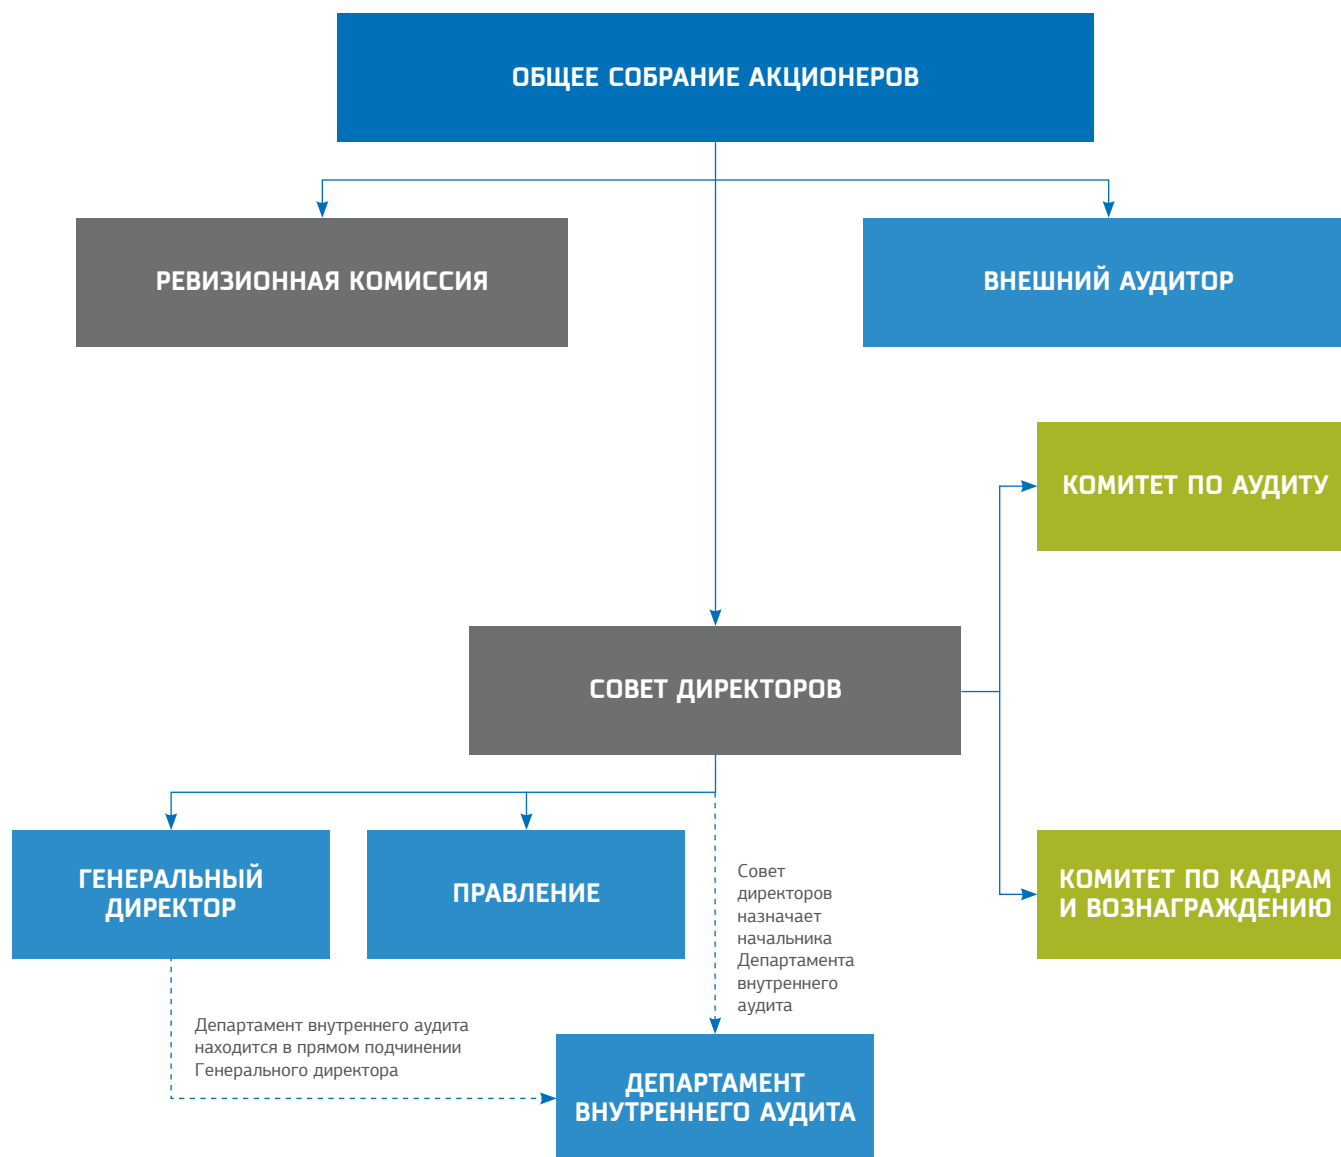 ОБЩЕЕ СОБРАНИЕ АКЦИОНЕРОВ
РЕВИЗИОННАЯ КОМИССИЯ
ВНЕШНИЙ АУДИТОР
КОМИТЕТ ПО АУДИТУ
СОВЕТ ДИРЕКТОРОВ
ГЕНЕРАЛЬНЫЙ
ДИРЕКТОР
ПРАВЛЕНИЕ
Совет
директоров
назначает
начальника
Департамента
внутреннего
аудита
КОМИТЕТ ПО КАДРАМ
И ВОЗНАГРАЖДЕНИЮ
Департамент внутреннего аудита
находится в прямом подчинении
Генерального директора
ДЕПАРТАМЕНТ
ВНУТРЕННЕГО АУДИТА